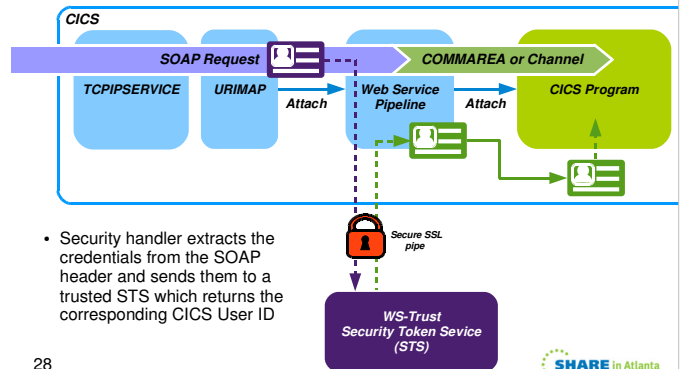 CICS
SOAP Request
COMMAREA or Channel
TCPIPSERVICE
URIMAP
Attach
Web Service
Pipeline
Attach
CICS Program
• Security handler extracts the
credentials from the SOAP
header and sends them to a
trusted STS which returns the
corresponding CICS User ID
Secure SSL
pipe
WS-Trust
Security Token Sevice
(STS)
28
SHARE in Atlanta